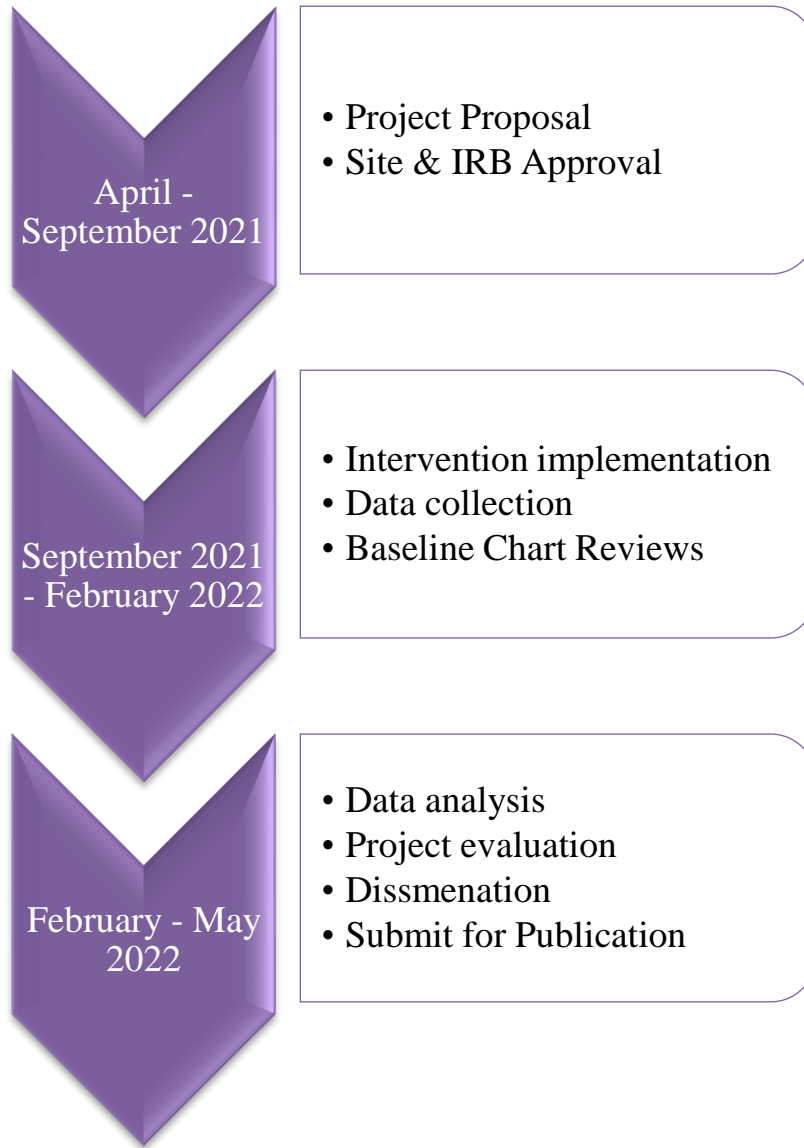 April -
September 2021
• Project Proposal
• Site & IRB Approval
September 2021
- February 2022
• Intervention implementation
• Data collection
• Baseline Chart Reviews
February - May
2022
• Data analysis
• Project evaluation
• Dissmenation
• Submit for Publication